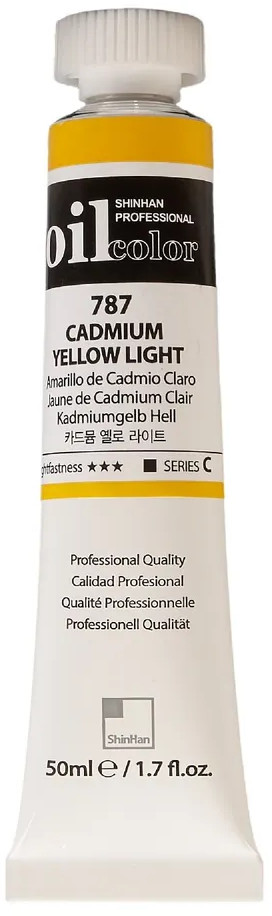 SHINHAN
PROFESSIONAL
oil color
787
CADMIUM
YELLOW LIGHT
Amarillo de Cadmio Claro
Jaune de Cadmium Clair
Kadmiumgelb Hell
카드뮴 옐로 라이트
ghtfastness ★★★ ■ SERIES C
Professional Quality
Calidad Profesional
Qualité Professionnelle
Professionell Qualität
ShinHan
50ml ℮ / 1.7 fl.oz.